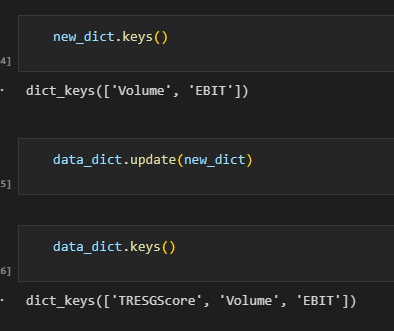 new_dict.keys()
4]
dict_keys(['Volume', 'EBIT'])
data_dict.update(new_dict)
5]
data_dict.keys()
6]
dict_keys(['TRESGScore', 'Volume', 'EBIT'])